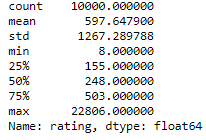 count    10000.000000
mean       597.647900
std       1267.289788
min          8.000000
25%        155.000000
50%        248.000000
75%        503.000000
max      22806.000000
Name: rating, dtype: float64